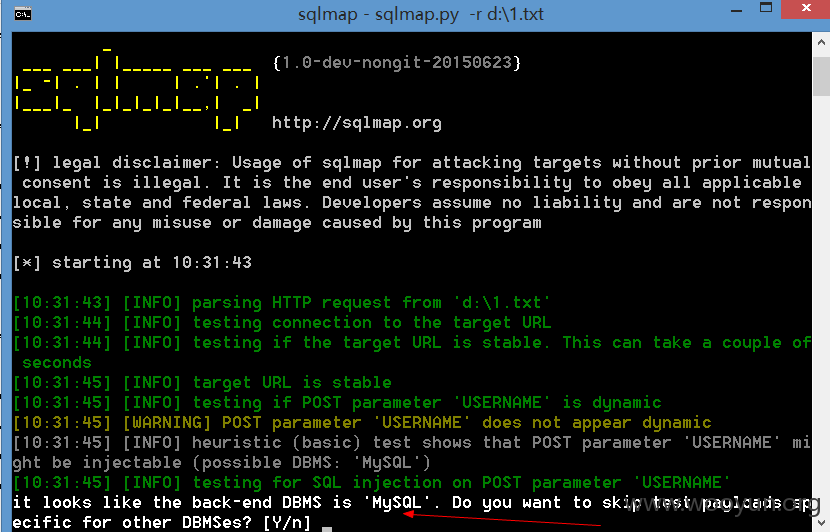 sqlmap - sqlmap.py -r d:\1.txt
C:\.
sqlmap
{1.0-dev-nongit-20150623}
http://sqlmap.org
[!] legal disclaimer: Usage of sqlmap for attacking targets without prior mutual
consent is illegal. It is the end user's responsibility to obey all applicable
local, state and federal laws. Developers assume no liability and are not respon
sible for any misuse or damage caused by this program
[*] starting at 10:31:43
[10:31:43] [INFO] parsing HTTP request from 'd:\1.txt'
[10:31:44] [INFO] testing connection to the target URL
[10:31:44] [INFO] testing if the target URL is stable. This can take a couple of
seconds
[10:31:45] [INFO] target URL is stable
[10:31:45] [INFO] testing if POST parameter 'USERNAME' is dynamic
[10:31:45] [WARNING] POST parameter 'USERNAME' does not appear dynamic
[10:31:45] [INFO] heuristic (basic) test shows that POST parameter 'USERNAME' mi
ght be injectable (possible DBMS: 'MySQL')
[10:31:45] [INFO] testing for SQL injection on POST parameter 'USERNAME'
it looks like the back-end DBMS is 'MySQL'. Do you want to skip test payloads sp
ecific for other DBMSes? [Y/n]